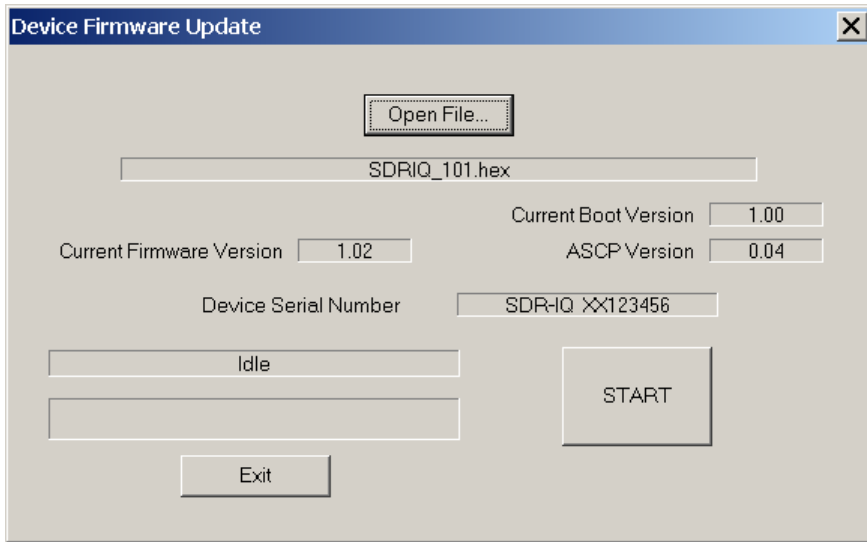 Device Firmware Update
Open File...
SDRIQ_101.hex
Current Boot Version 1.00
Current Firmware Version 1.02 ASCP Version 0.04
Device Serial Number SDR-IQ XX123456
Idle
START
Exit